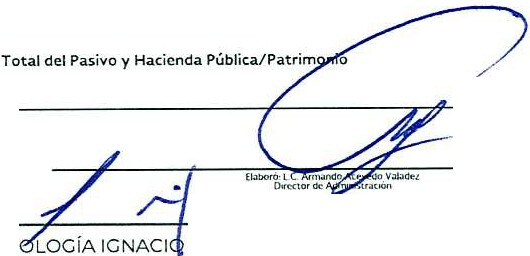 Total del Pasivo y Hacienda Pública/Patrimonio
Elaboró: L.C. Armando Acevedo Valadez
Director de Administración
OLOGÍA IGNACIO